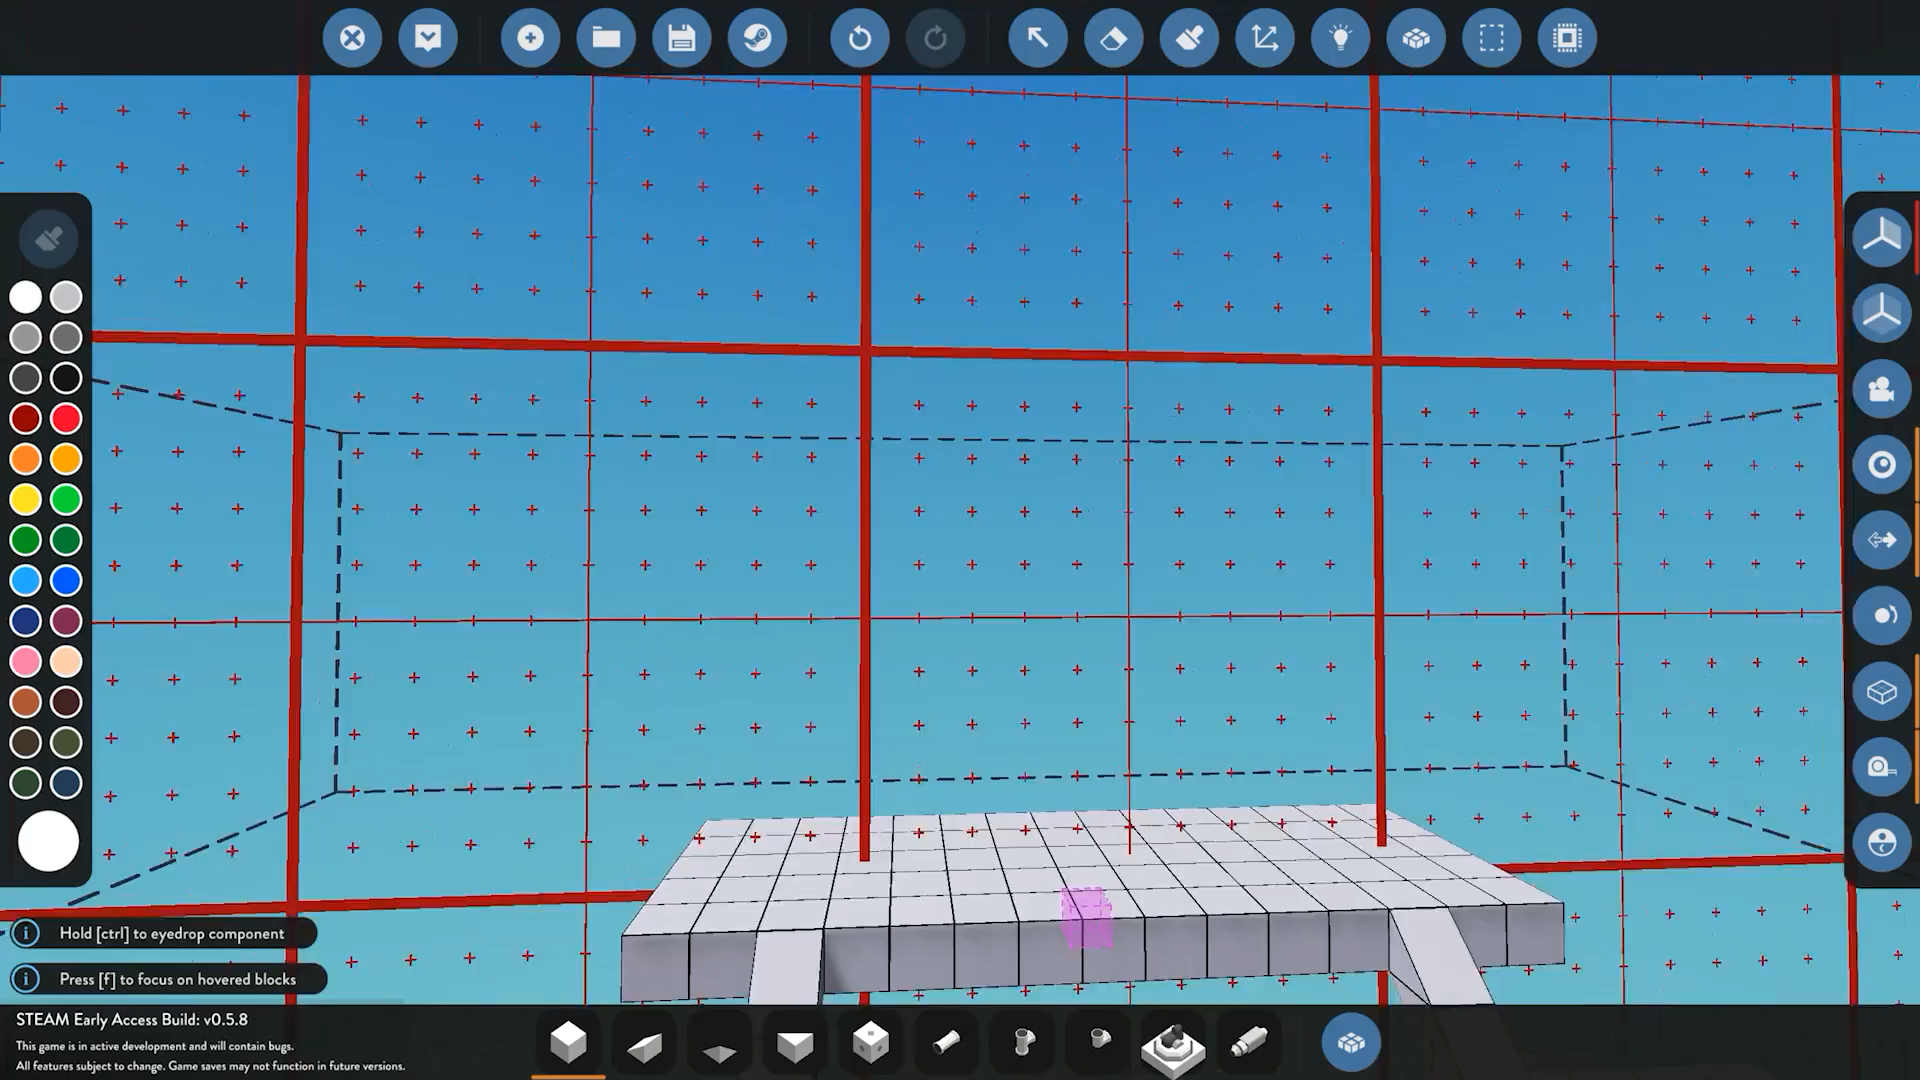 Hold [ctrl] to eyedrop component
Press [f] to focus on hovered blocks
STEAM Early Access Build: v0.5.8
This game is in active development and will contain bugs.
All features subject to change. Game saves may not function in future versions.